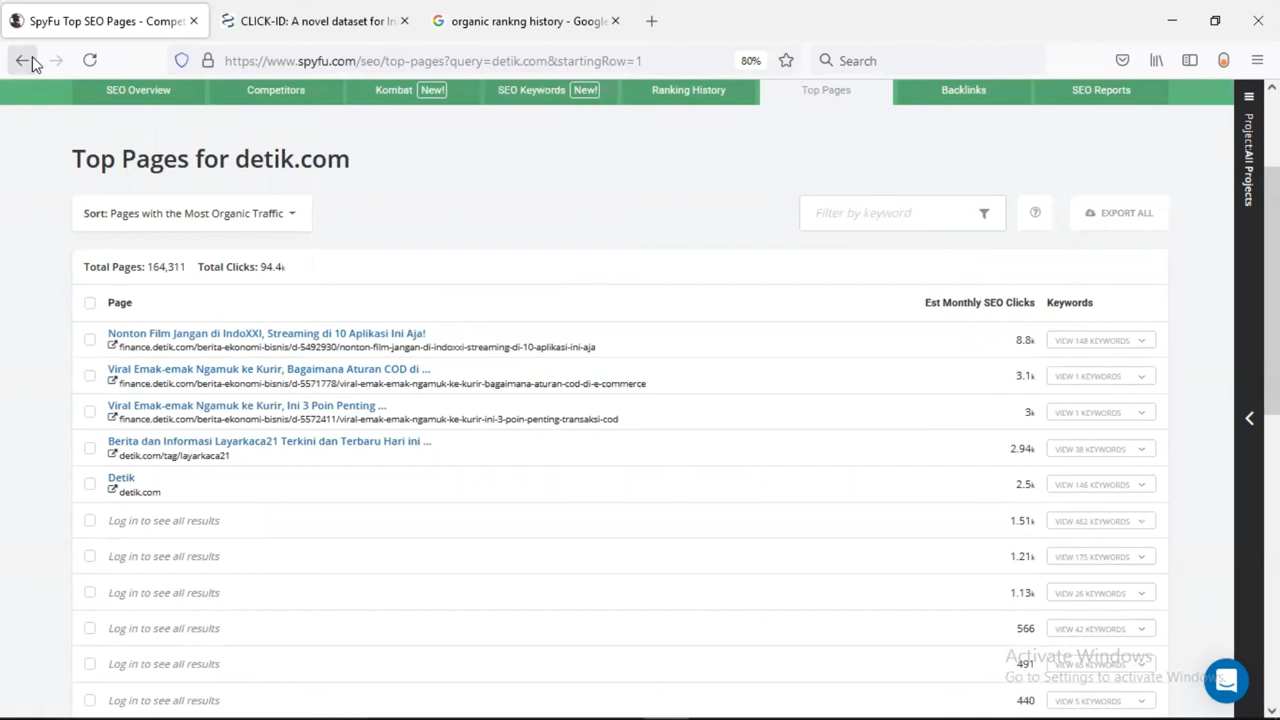 SpyFu Top SEO Pages - Compet
CLICK-ID: A novel dataset for In
organic rankng history - Google
https://www.spyfu.com/seo/top-pages?query=detik.com&startingRow=1
80%
Search
SEO Overview
Competitors
Kombat New!
SEO Keywords New!
Ranking History
Top Pages
Backlinks
SEO Reports
Project:All Projects
Top Pages for detik.com
Sort: Pages with the Most Organic Traffic
Filter by keyword
EXPORT ALL
Total Pages: 164,311 Total Clicks: 94.4k
Page Est Monthly SEO Clicks Keywords
Nonton Film Jangan di IndoXXI, Streaming di 10 Aplikasi Ini Aja!
finance.detik.com/berita-ekonomi-bisnis/d-5492930/nonton-film-jangan-di-indoxxi-streaming-di-10-aplikasi-ini-aja
8.8k VIEW 148 KEYWORDS
Viral Emak-emak Ngamuk ke Kurir, Bagaimana Aturan COD di ...
finance.detik.com/berita-ekonomi-bisnis/d-5571778/viral-emak-emak-ngamuk-ke-kurir-bagaimana-aturan-cod-di-e-commerce
3.1k VIEW 1 KEYWORDS
Viral Emak-emak Ngamuk ke Kurir, Ini 3 Poin Penting ...
finance.detik.com/berita-ekonomi-bisnis/d-5572411/viral-emak-emak-ngamuk-ke-kurir-ini-3-poin-penting-transaksi-cod
3k VIEW 1 KEYWORDS
Berita dan Informasi Layarkaca21 Terkini dan Terbaru Hari ini ...
detik.com/tag/layarkaca21
2.94k VIEW 38 KEYWORDS
Detik
detik.com
2.5k VIEW 146 KEYWORDS
Log in to see all results 1.51k VIEW 462 KEYWORDS
Log in to see all results 1.21k VIEW 175 KEYWORDS
Log in to see all results 1.13k VIEW 26 KEYWORDS
Log in to see all results 566 VIEW 42 KEYWORDS
Log in to see all results 491 VIEW 65 KEYWORDS
Log in to see all results 440 VIEW 5 KEYWORDS
Activate Windows
Go to Settings to activate Windows.